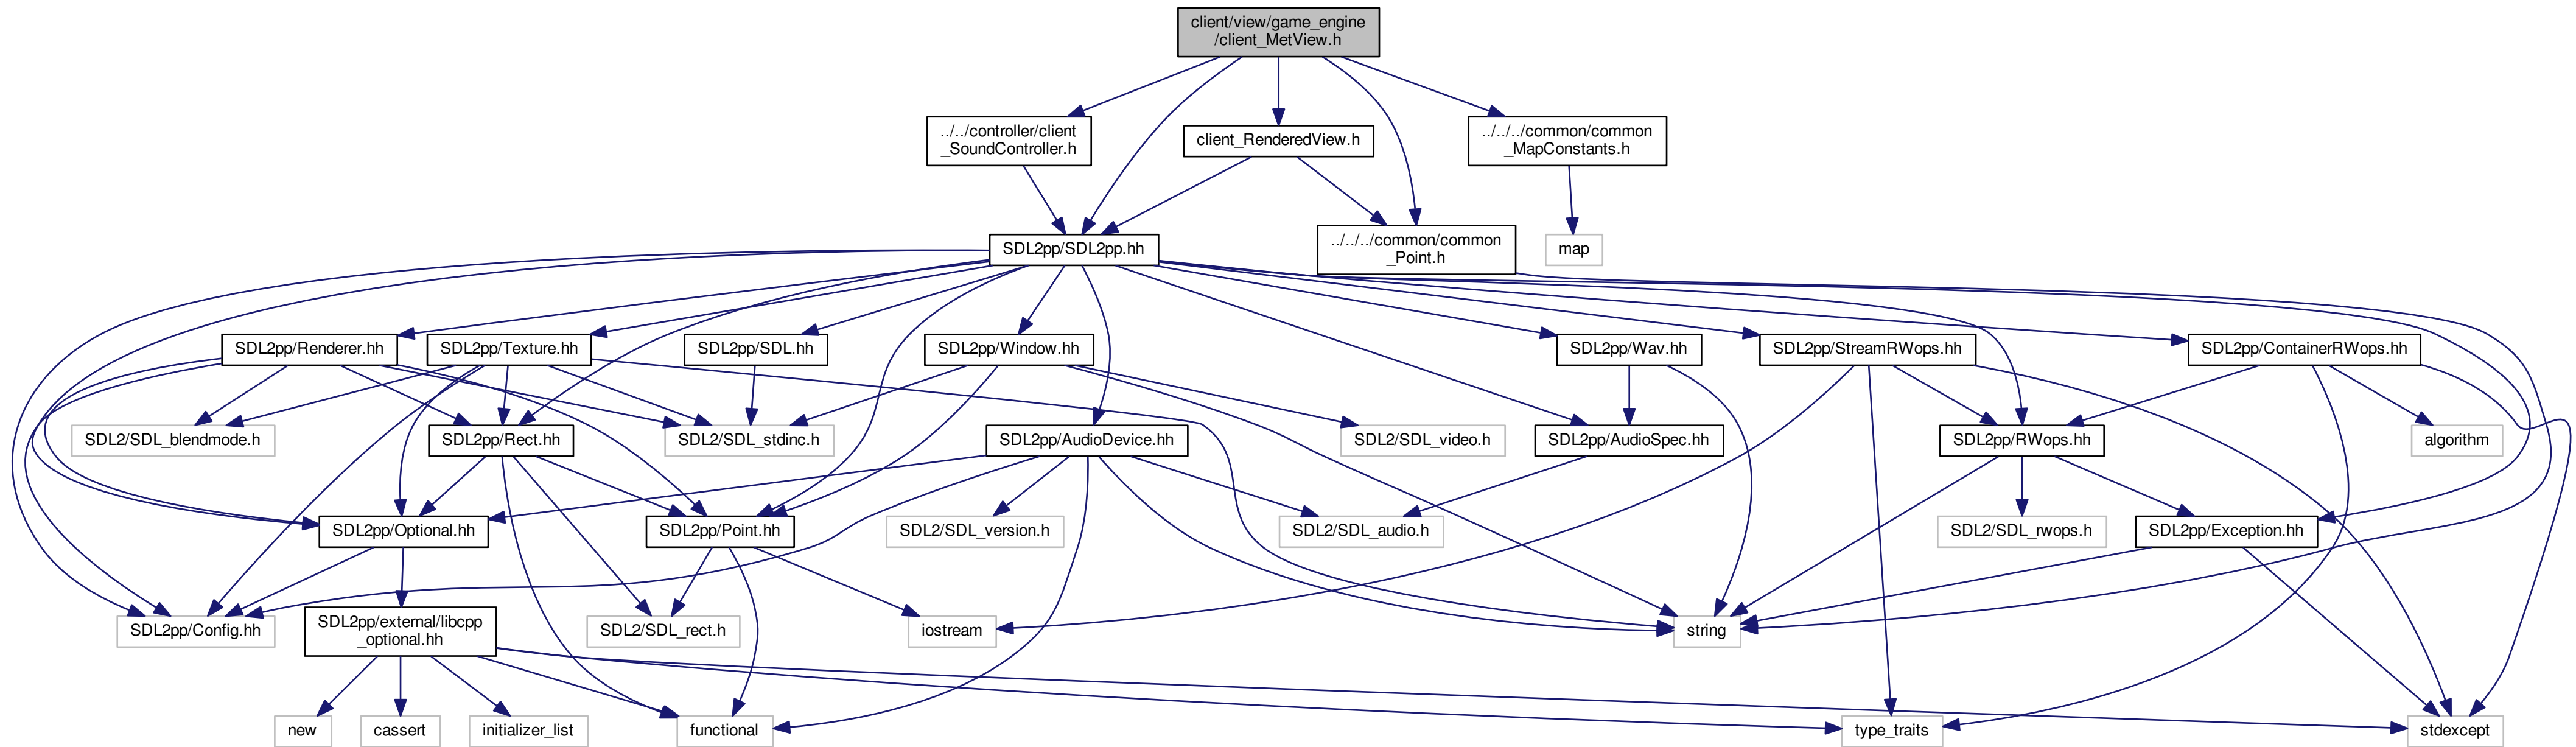 client/view/game_engine
/client_MetView.h
../../controller/client
_SoundController.h
client_RenderedView.h
../../../common/common
_MapConstants.h
SDL2pp/SDL2pp.hh
../../../common/common
_Point.h
map
SDL2pp/Renderer.hh
SDL2pp/Texture.hh
SDL2pp/SDL.hh
SDL2pp/Window.hh
SDL2pp/Wav.hh
SDL2pp/StreamRWops.hh
SDL2pp/ContainerRWops.hh
SDL2/SDL_blendmode.h
SDL2pp/Rect.hh
SDL2/SDL_stdinc.h
SDL2pp/AudioDevice.hh
SDL2/SDL_video.h
SDL2pp/AudioSpec.hh
SDL2pp/RWops.hh
algorithm
SDL2pp/Optional.hh
SDL2pp/Point.hh
SDL2/SDL_version.h
SDL2/SDL_audio.h
SDL2/SDL_rwops.h
SDL2pp/Exception.hh
SDL2pp/Config.hh
SDL2pp/external/libcpp
_optional.hh
SDL2/SDL_rect.h
iostream
string
new
cassert
initializer_list
functional
type_traits
stdexcept